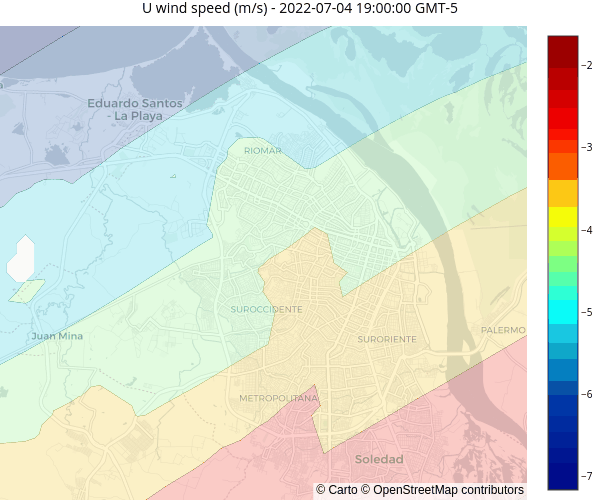 U wind speed (m/s) - 2022-07-04 19:00:00 GMT-5
Eduardo Santos
- La Playa
RIOMAR
SUROCCIDENTE
Juan Mina
SURORIENTE
PALERMO
METROPOLITANA
Soledad
© Carto © OpenStreetMap contributors
−2
−3
−4
−5
−6
−7